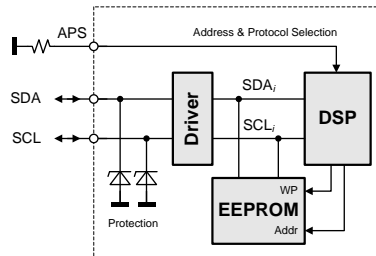 APS
Address & Protocol Selection
SDA
SDAi
SCL
SCLi
Driver
DSP
Protection
WP
EEPROM
Addr